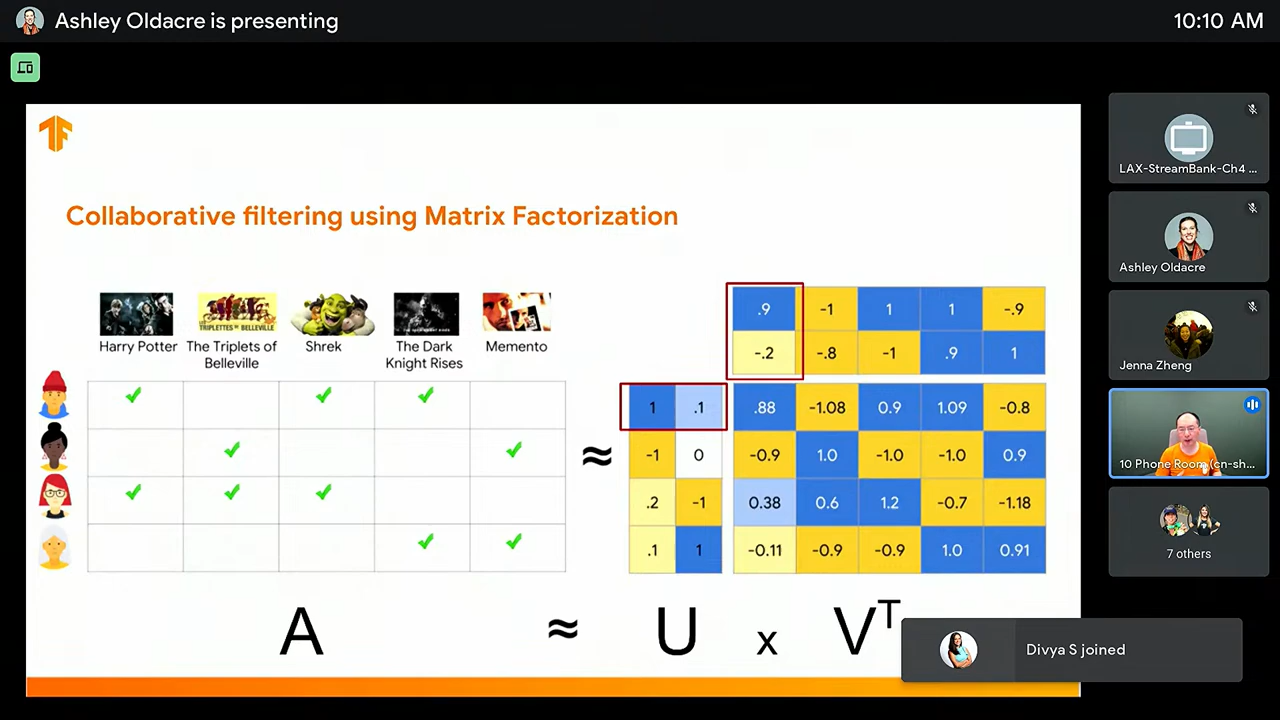 Ashley Oldacre is presenting
10:10 AM
Collaborative filtering using Matrix Factorization
Harry Potter
The Triplets of
Belleville
Shrek
The Dark
Knight Rises
Memento
.9 -1 1 1 -.9
-.2 -.8 -1 .9 1
1 .1 .88 -1.08 0.9 1.09 -0.8
-1 0 -0.9 1.0 -1.0 -1.0 0.9
.2 -1 0.38 0.6 1.2 -0.7 -1.18
.1 1 -0.11 -0.9 -0.9 1.0 0.91
≈
A ≈ U x Vᵀ
LAX-StreamBank-Ch4 ...
Ashley Oldacre
Jenna Zheng
10 Phone Room (cn-sh...
7 others
Divya S joined